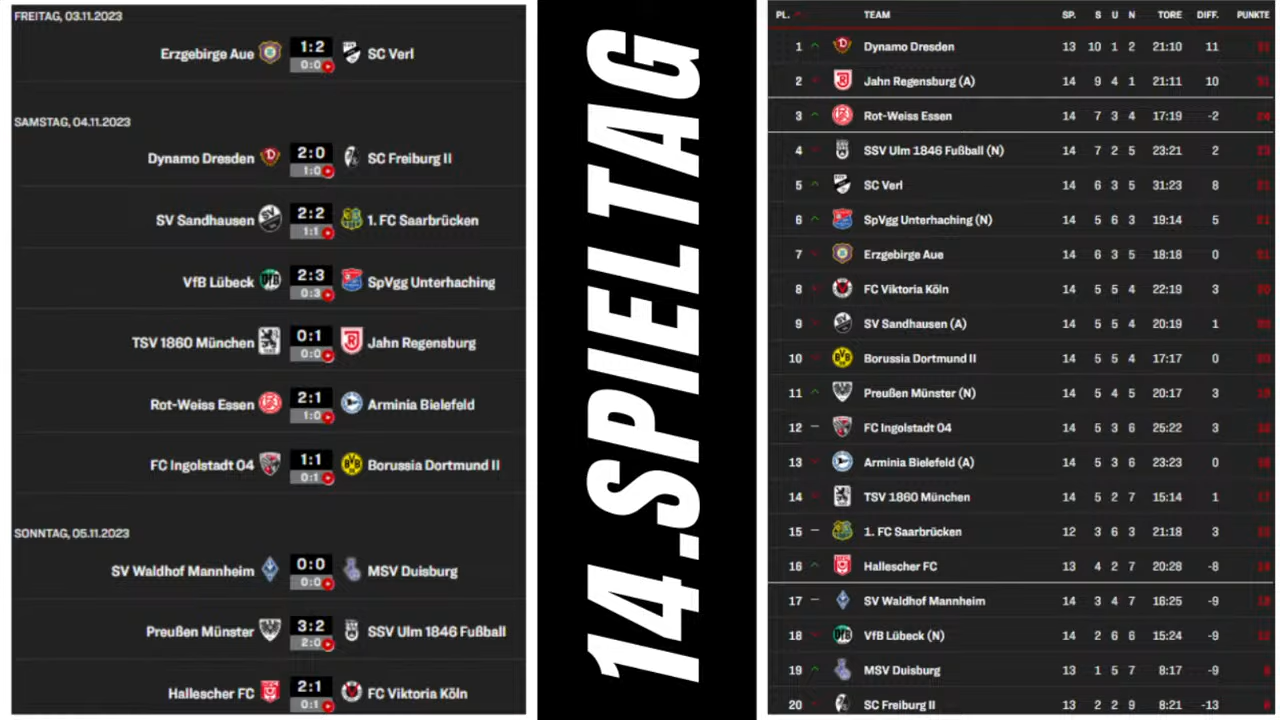 FREITAG, 03.11.2023
Erzgebirge Aue 1:2 SC Verl
0:0
SAMSTAG, 04.11.2023
Dynamo Dresden 2:0 SC Freiburg II
1:0
SV Sandhausen 2:2 1. FC Saarbrücken
1:1
VfB Lübeck 2:3 SpVgg Unterhaching
0:3
TSV 1860 München 0:1 Jahn Regensburg
0:0
Rot-Weiss Essen 2:1 Arminia Bielefeld
1:0
FC Ingolstadt 04 1:1 Borussia Dortmund II
0:1
SONNTAG, 05.11.2023
SV Waldhof Mannheim 0:0 MSV Duisburg
0:0
Preußen Münster 3:2 SSV Ulm 1846 Fußball
2:0
Hallescher FC 2:1 FC Viktoria Köln
0:1
14.SPIELTAG
PL. TEAM SP. S U N TORE DIFF. PUNKTE
1 Dynamo Dresden 13 10 1 2 21:10 11
2 Jahn Regensburg (A) 14 9 4 1 21:11 10
3 Rot-Weiss Essen 14 7 3 4 17:19 -2
4 SSV Ulm 1846 Fußball (N) 14 7 2 5 23:21 2
5 SC Verl 14 6 3 5 31:23 8
6 SpVgg Unterhaching (N) 14 5 6 3 19:14 5
7 Erzgebirge Aue 14 6 3 5 18:18 0
8 FC Viktoria Köln 14 5 5 4 22:19 3
9 SV Sandhausen (A) 14 5 5 4 20:19 1
10 Borussia Dortmund II 14 5 5 4 17:17 0
11 Preußen Münster (N) 14 5 4 5 20:17 3
12 FC Ingolstadt 04 14 5 3 6 25:22 3
13 Arminia Bielefeld (A) 14 5 3 6 23:23 0
14 TSV 1860 München 14 5 2 7 15:14 1
15 1. FC Saarbrücken 12 3 6 3 21:18 3
16 Hallescher FC 13 4 2 7 20:28 -8
17 SV Waldhof Mannheim 14 3 4 7 16:25 -9
18 VfB Lübeck (N) 14 2 6 6 15:24 -9
19 MSV Duisburg 13 1 5 7 8:17 -9
20 SC Freiburg II 13 2 2 9 8:21 -13